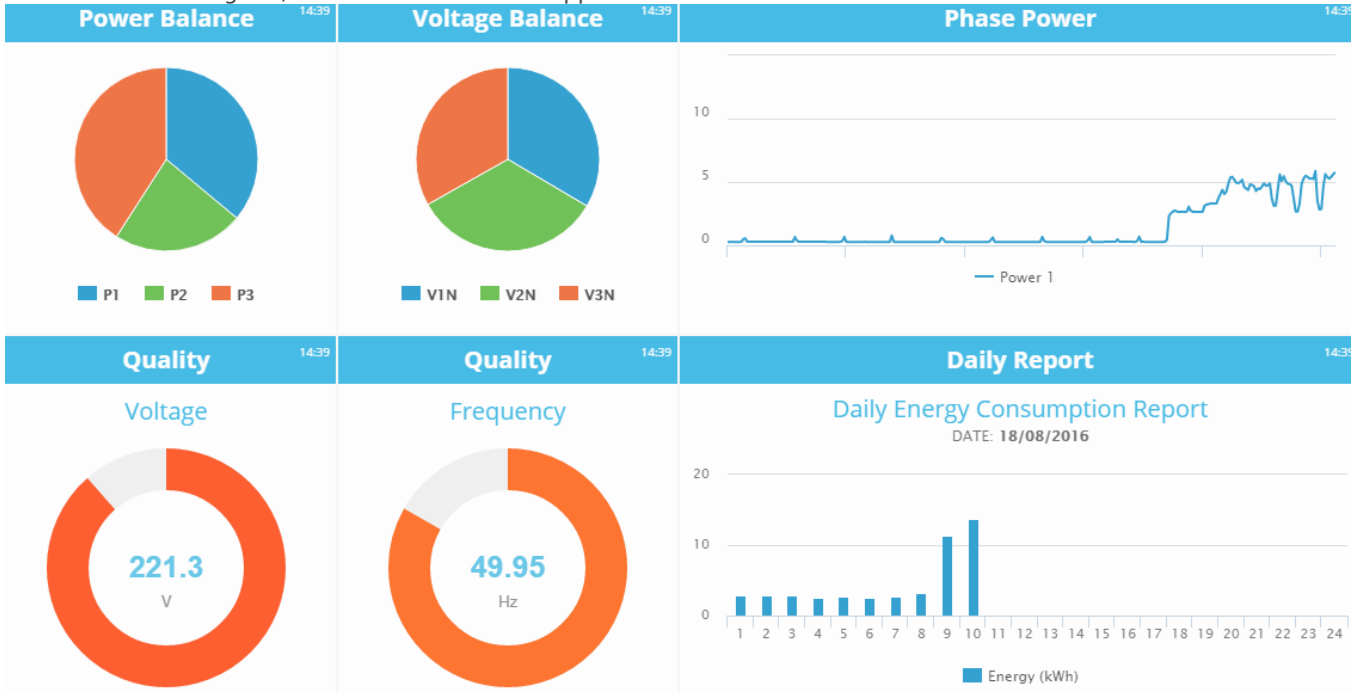 Power Balance 14:39
P1 P2 P3
Voltage Balance 14:39
V1N V2N V3N
Phase Power 14:39
10
5
0
Power 1
Quality 14:39
Voltage
221.3
V
Quality 14:39
Frequency
49.95
Hz
Daily Report 14:39
Daily Energy Consumption Report
DATE: 18/08/2016
20
10
0
1 2 3 4 5 6 7 8 9 10 11 12 13 14 15 16 17 18 19 20 21 22 23 24
Energy (kWh)